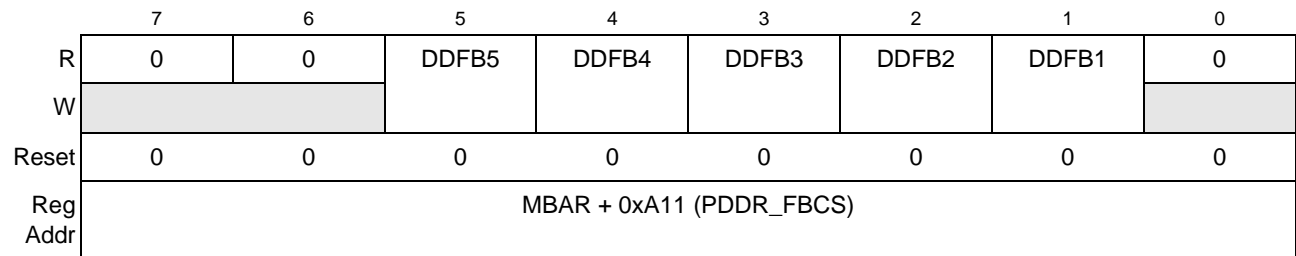 7 6 5 4 3 2 1 0
R 0 0 DDFB5 DDFB4 DDFB3 DDFB2 DDFB1 0
W
Reset 0 0 0 0 0 0 0 0
Reg Addr MBAR + 0xA11 (PDDR_FBCS)